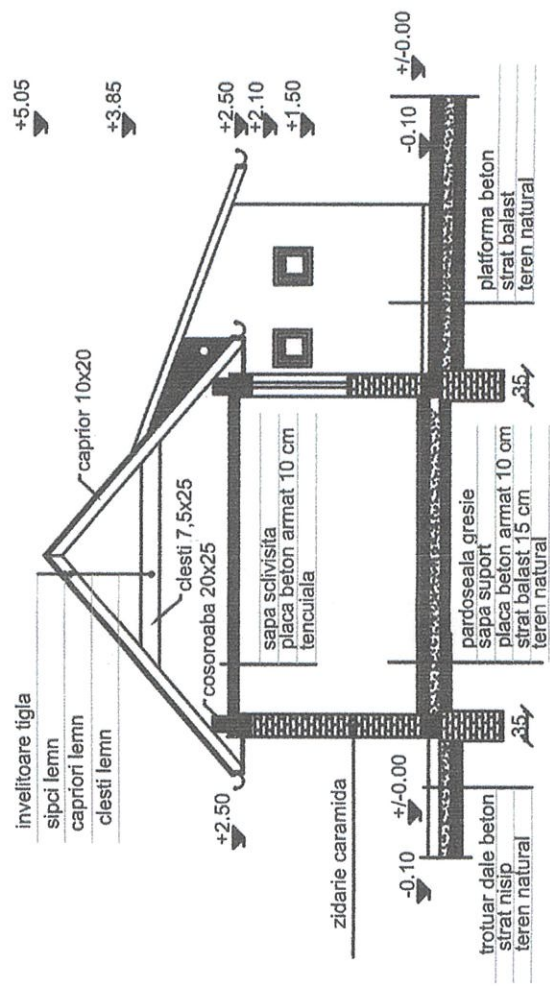 invelitoare tigla
sipci lemn
capriori lemn
clesti lemn
caprior 10x20
clesti 7,5x25
cosoroaba 20x25
+5.05
+3.85
+2.50
+2.10
+1.50
+2.50
sapa sclivisita
placa beton armat 10 cm
tencuiala
zidarie caramida
+/-0.00
-0.10
+/-0.00
-0.10
trotuar dale beton
strat nisip
teren natural
35
pardoseala gresie
sapa suport
placa beton armat 10 cm
strat balast 15 cm
teren natural
35
platforma beton
strat balast
teren natural